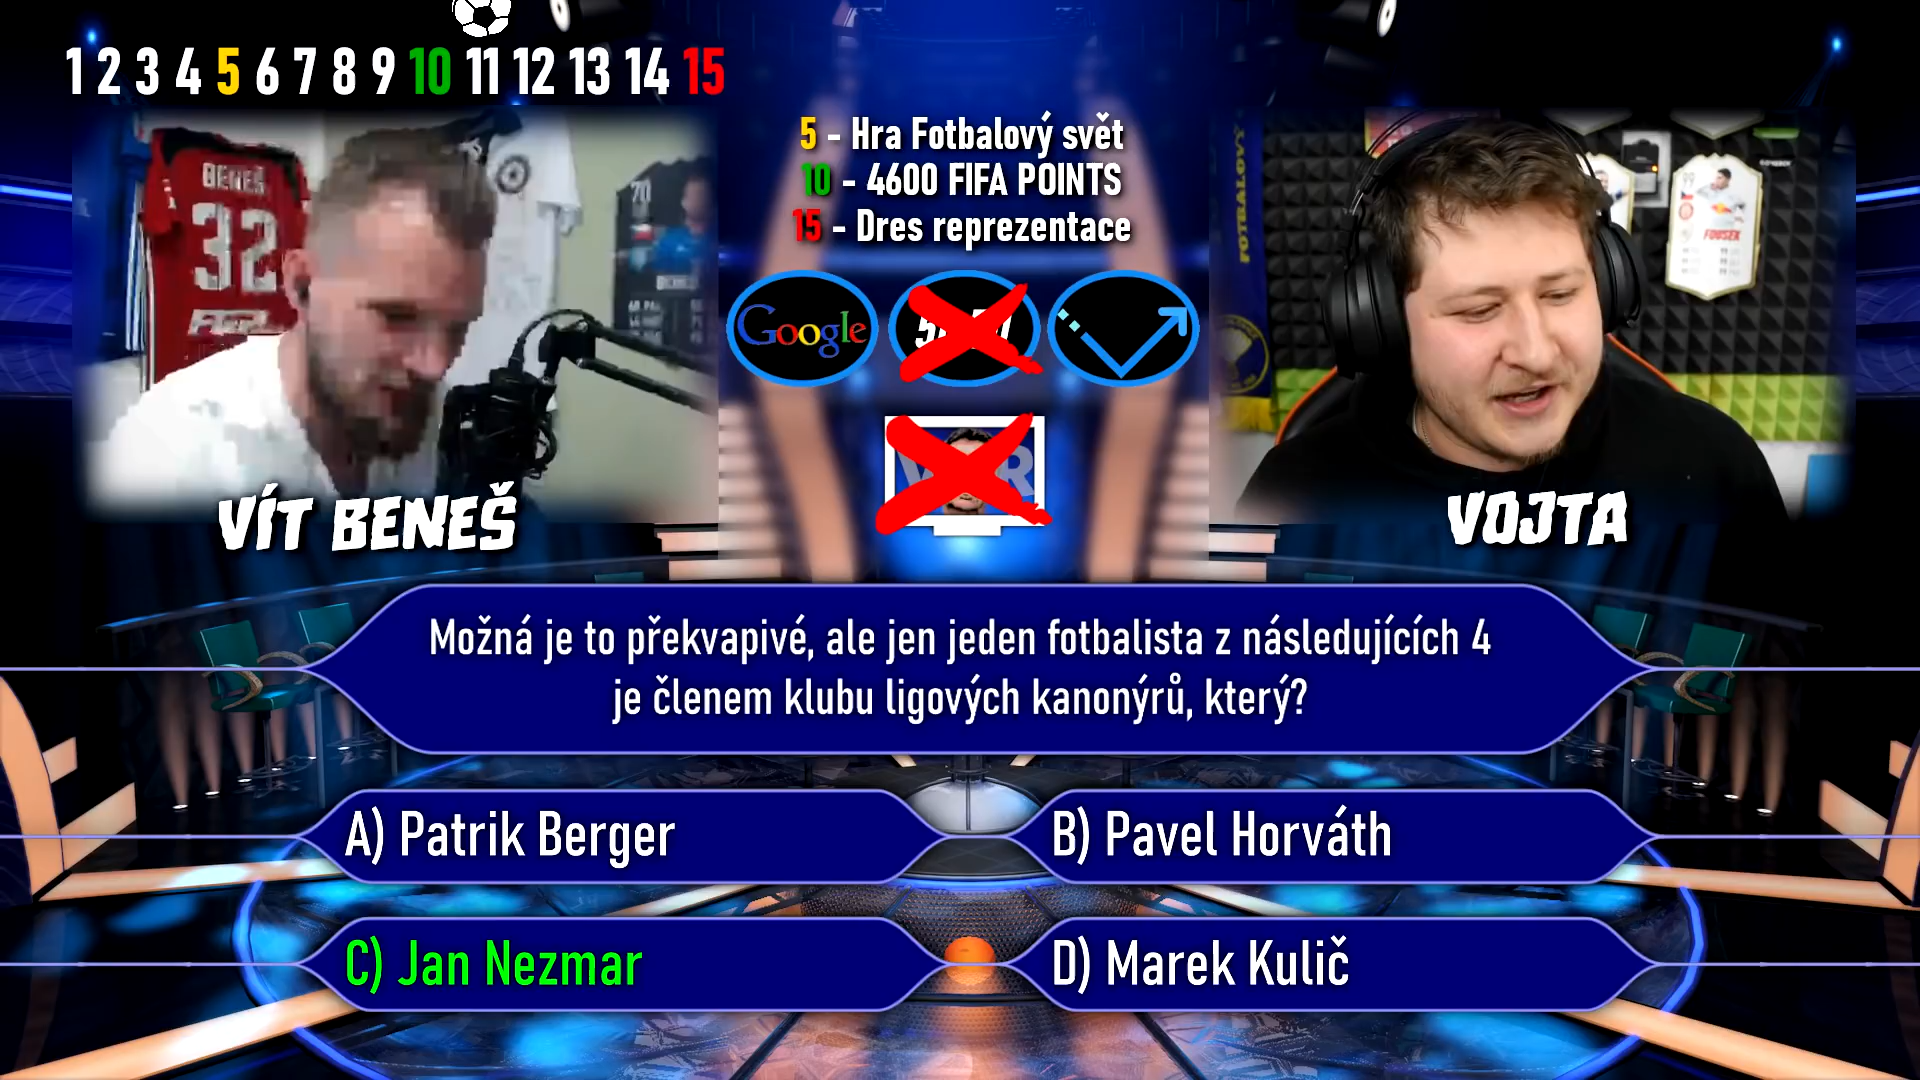 1 2 3 4 5 6 7 8 9 10 11 12 13 14 15
5 - Hra Fotbalový svět
10 - 4600 FIFA POINTS
15 - Dres reprezentace
BENEŠ
32
Google
FOTBALOVÝ
FOUSEK
VÍT BENEŠ
VOJTA
Možná je to překvapivé, ale jen jeden fotbalista z následujících 4
je členem klubu ligových kanonýrů, který?
A) Patrik Berger
B) Pavel Horváth
C) Jan Nezmar
D) Marek Kulič